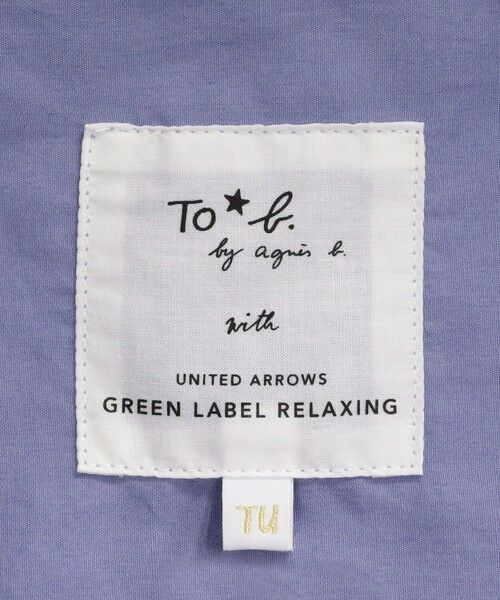 To★b.
by agnès b.
with
UNITED ARROWS
GREEN LABEL RELAXING
TU